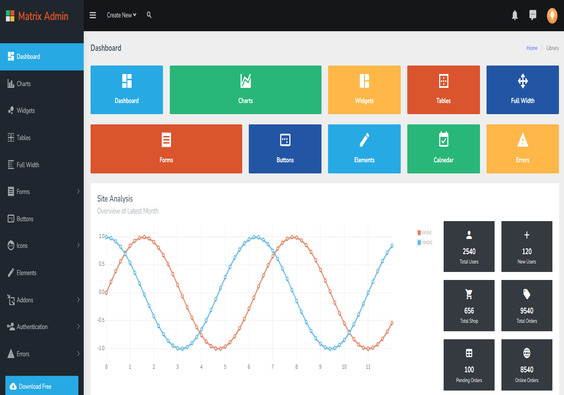 Matrix Admin
Create New
Dashboard
Charts
Widgets
Tables
Full Width
Forms
Buttons
Icons
Elements
Addons
Authentication
Errors
Download Free
Dashboard
Home Library
Dashboard
Charts
Widgets
Tables
Full Width
Forms
Buttons
Elements
Calnedar
Errors
Site Analysis
Overview of Latest Month
1.0
0.5
0.0
-0.5
-1.0
0 1 2 3 4 5 6 7 8 9 10 11
2540
Total Users
120
New Users
656
Total Shop
9540
Total Orders
100
Pending Orders
8540
Online Orders